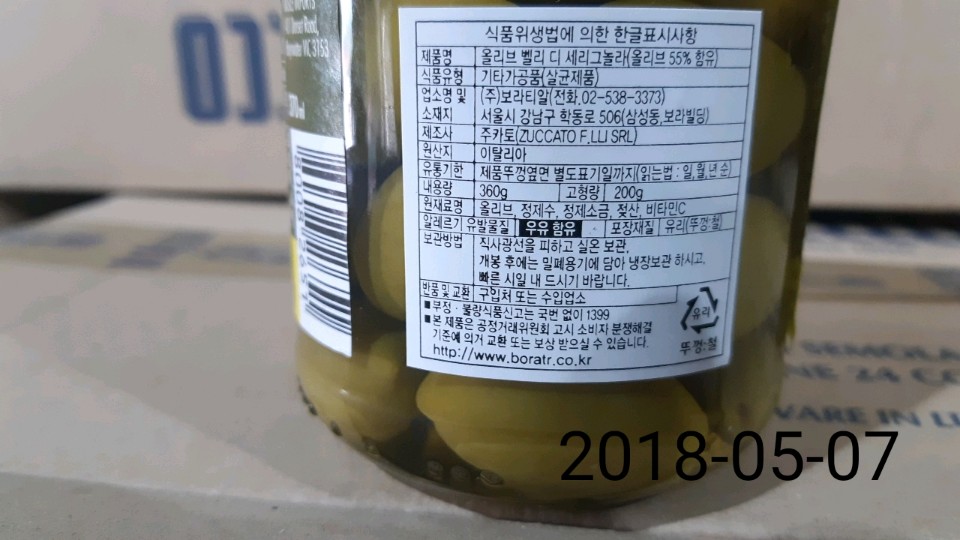 Road,
VIC 3153
식품위생법에 의한 한글표시사항
제품명 올리브 벨리 디 세리그놀라(올리브 55% 함유)
식품유형 기타가공품(살균제품)
업소명 및 소재지 (주)보라티알(전화.02-538-3373)
서울시 강남구 학동로 506(삼성동,보라빌딩)
제조사 주카토(ZUCCATO F.LLI SRL)
원산지 이탈리아
유통기한 제품뚜껑옆면 별도표기일까지(읽는법 : 일,월,년 순)
내용량 360g 고형량 200g
원재료명 올리브, 정제수, 정제소금, 젖산, 비타민C
알레르기 유발물질 우유 함유 포장재질 유리(뚜껑:철)
보관방법 직사광선을 피하고 실온 보관,
개봉 후에는 밀폐용기에 담아 냉장보관 하시고,
빠른 시일 내 드시기 바랍니다.
반품 및 교환 구입처 또는 수입업소
■ 부정·불량식품신고는 국번 없이 1399
■ 본 제품은 공정거래위원회 고시 소비자 분쟁해결
기준에 의거 교환 또는 보상 받으실 수 있습니다.
http://www.boratr.co.kr
유리
뚜껑:철
SEMOLA
NE 24 CO
VARE IN LU
2018-05-07